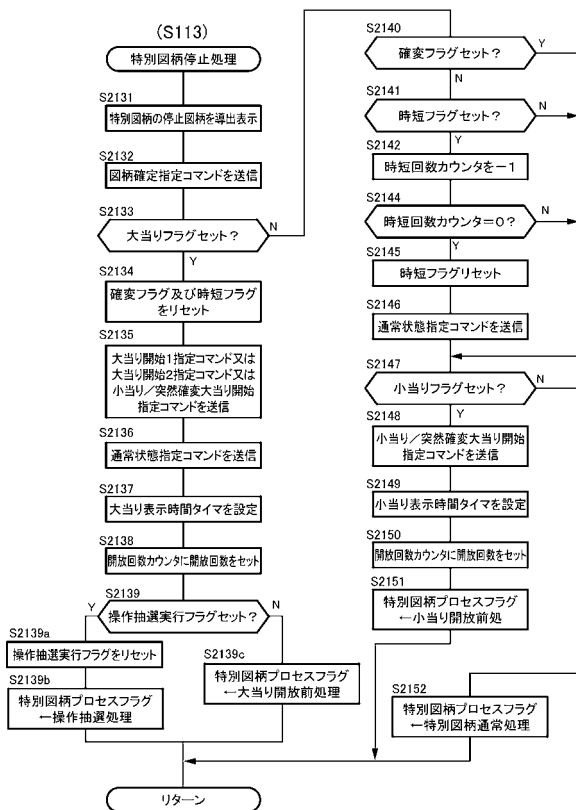 (S113)
特別図柄停止処理
S2131
特別図柄の停止図柄を導出表示
S2132
図柄確定指定コマンドを送信
S2133
大当りフラグセット?
N
Y
S2134
確変フラグ及び時短フラグ
をリセット
S2135
大当り開始1指定コマンド又は
大当り開始2指定コマンド又は
小当り/突然確変大当り開始
指定コマンドを送信
S2136
通常状態指定コマンドを送信
S2137
大当り表示時間タイマを設定
S2138
開放回数カウンタに開放回数をセット
S2139
操作抽選実行フラグセット?
Y
N
S2139a
操作抽選実行フラグをリセット
S2139b
特別図柄プロセスフラグ
←操作抽選処理
S2139c
特別図柄プロセスフラグ
←大当り開放前処理
リターン
S2140
確変フラグセット?
Y
N
S2141
時短フラグセット?
N
Y
S2142
時短回数カウンタを-1
S2144
時短回数カウンタ=0?
N
Y
S2145
時短フラグリセット
S2146
通常状態指定コマンドを送信
S2147
小当りフラグセット?
N
Y
S2148
小当り/突然確変大当り開始
指定コマンドを送信
S2149
小当り表示時間タイマを設定
S2150
開放回数カウンタに開放回数をセット
S2151
特別図柄プロセスフラグ
←小当り開放前処
S2152
特別図柄プロセスフラグ
←特別図柄通常処理